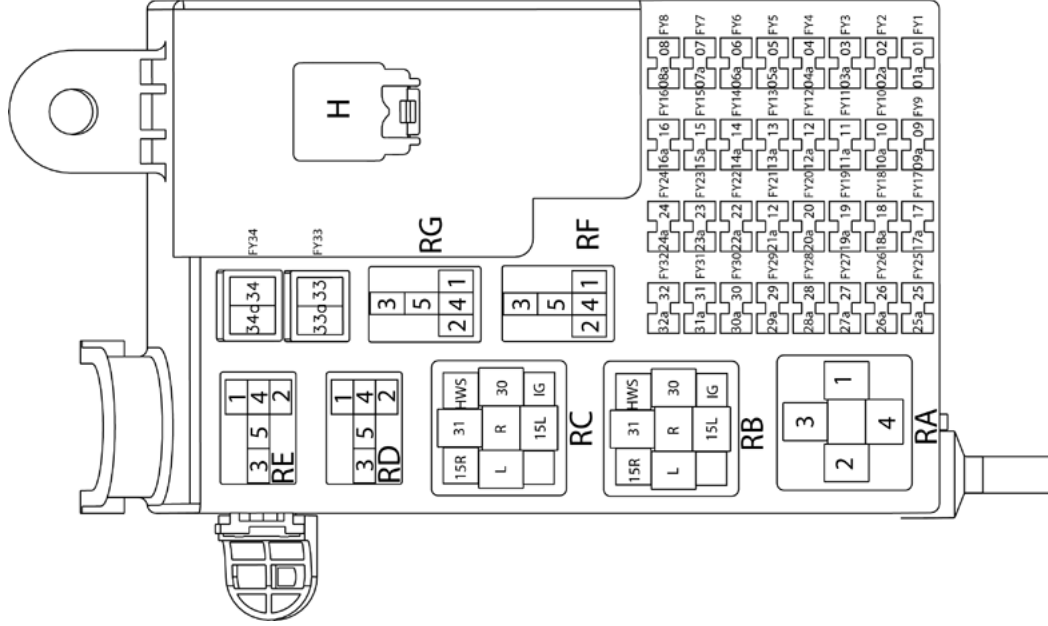 FY8 FY7 FY6 FY5 FY4 FY3 FY2 FY1
08 07 06 05 04 03 02 01
08a 07a 06a 05a 04a 03a 02a 01a
FY16 FY15 FY14 FY13 FY12 FY11 FY10 FY9
16 15 14 13 12 11 10 09
16a 15a 14a 13a 12a 11a 10a 09a
FY24 FY23 FY22 FY21 FY20 FY19 FY18 FY17
24 23 22 12 20 19 18 17
24a 23a 22a 21a 20a 19a 18a 17a
FY32 FY31 FY30 FY29 FY28 FY27 FY26 FY25
32 31 30 29 28 27 26 25
32a 31a 30a 29a 28a 27a 26a 25a
H
FY34 FY33
34 33
34a 33a
RG
3 5 1
4
2
RF
3 5 1
4
2
1
4
3 5 2
RE
1
4
3 5 2
RD
HWS 30 IG
31 R 15L
15R L
RC
HWS 30 IG
31 R 15L
15R L
RB
1
3 4
2
RA